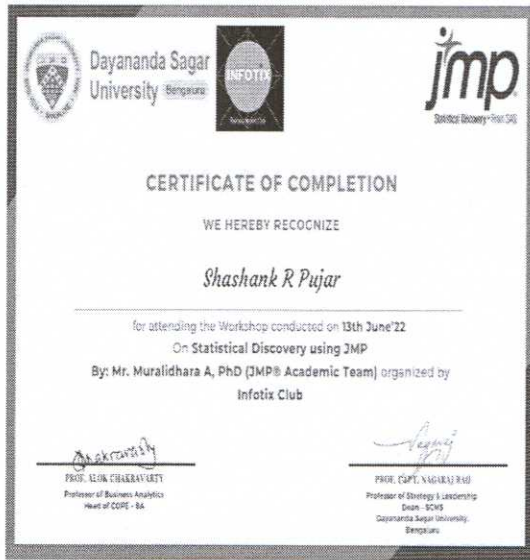 Dayananda Sagar
University Bengaluru
INFOTIX
jmp
Statistical Discovery. From SAS.
CERTIFICATE OF COMPLETION
WE HEREBY RECOGNIZE
Shashank R Pujar
for attending the Workshop conducted on 13th June'22
On Statistical Discovery using JMP
By: Mr. Muralidhara A, PhD (JMP® Academic Team) organized by
Infotix Club
PROF. ALOK CHAKRAVARTY
Professor of Business Analytics
Head of COPE - BA
PROF. CAPT. NAGARAJ RAO
Professor of Strategy & Leadership
Dean - SCMS
Dayananda Sagar University,
Bengaluru